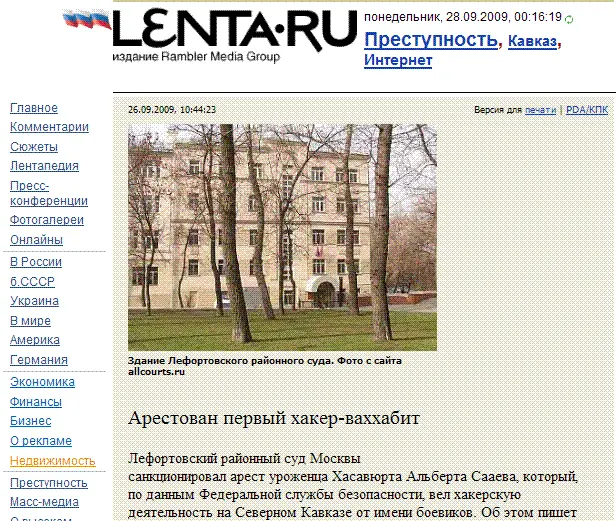 LENTA·RU
издание Rambler Media Group
понедельник, 28.09.2009, 00:16:19
Преступность, Кавказ,
Интернет
Главное
Комментарии
Сюжеты
Лентапедия
Пресс-
конференции
Фотогалереи
Онлайны
В России
б.СССР
Украина
В мире
Америка
Германия
Экономика
Финансы
Бизнес
О рекламе
Недвижимость
Преступность
Масс-медиа
О высоком
26.09.2009, 10:44:23
Версия для печати | PDA/КПК
Здание Лефортовского районного суда. Фото с сайта
allcourts.ru
Арестован первый хакер-ваххабит
Лефортовский районный суд Москвы
санкционировал арест уроженца Хасавюрта Альберта Сааева, который,
по данным Федеральной службы безопасности, вел хакерскую
деятельность на Северном Кавказе от имени боевиков. Об этом пишет